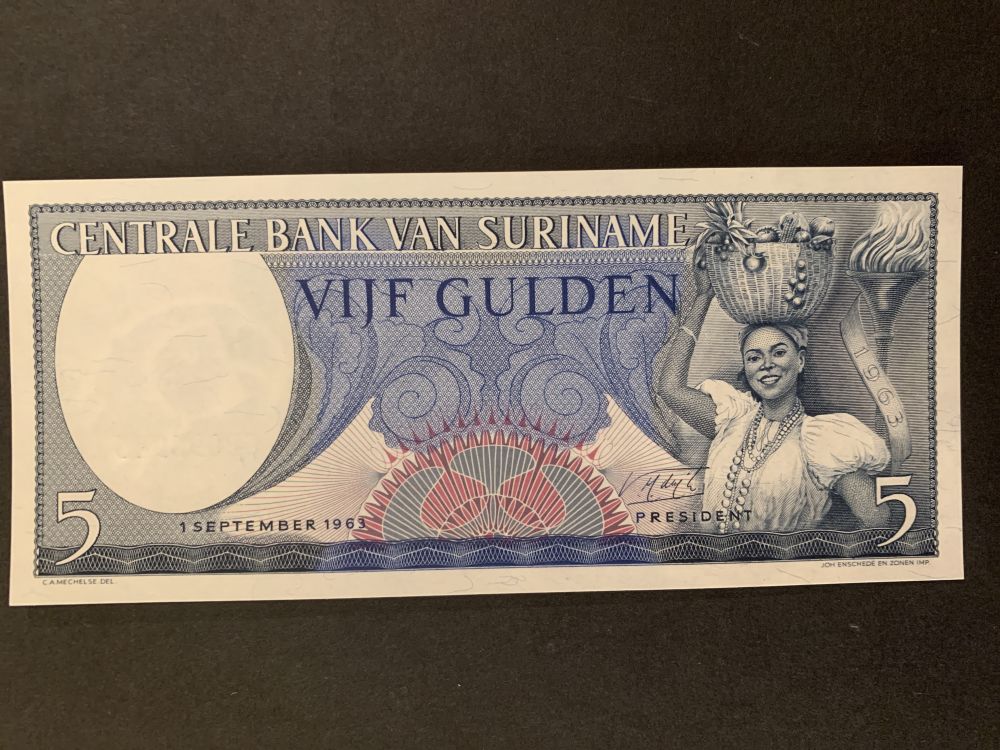 CENTRALE BANK VAN SURINAME
VIJF GULDEN
1963
5
1 SEPTEMBER 1963
PRESIDENT
5
C.A.MECHELSE DEL.
JOH. ENSCHEDÉ EN ZONEN IMP.